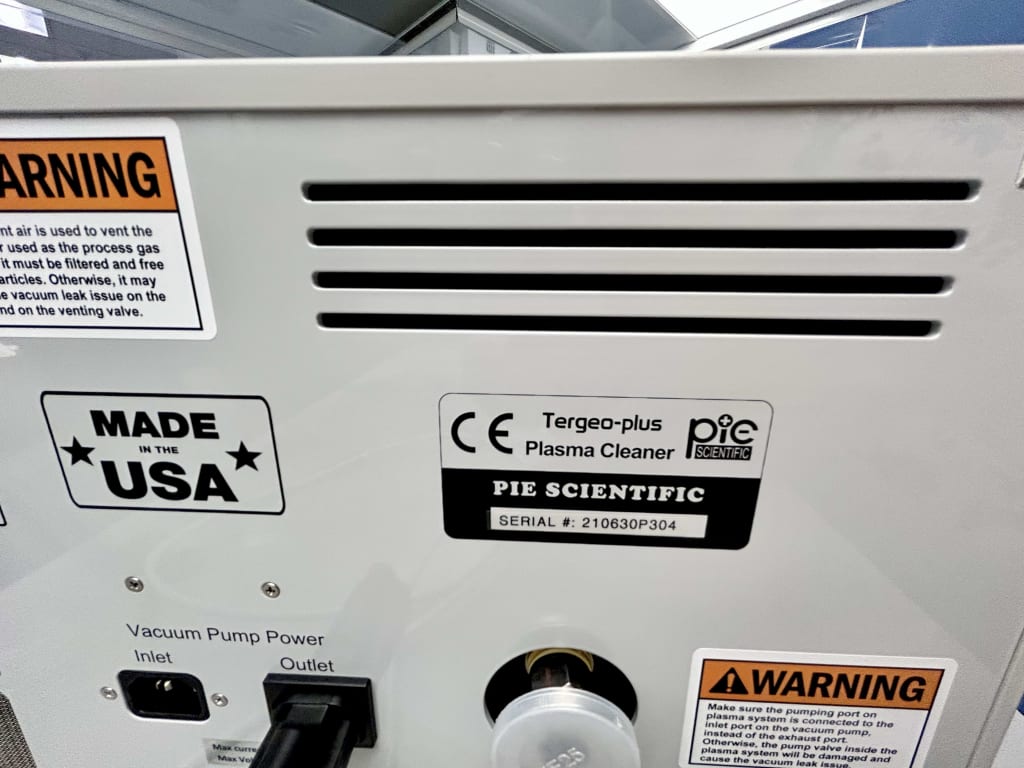 ARNING
nt air is used to vent the
r used as the process gas
it must be filtered and free
articles. Otherwise, it may
e vacuum leak issue on the
nd on the venting valve.
MADE
IN THE
USA
CE
Tergeo-plus
Plasma Cleaner
pie
SCIENTIFIC
PIE SCIENTIFIC
SERIAL #: 210630P304
Vacuum Pump Power
Inlet
Outlet
Max curre
Max Vol
WARNING
Make sure the pumping port on
plasma system is connected to the
inlet port on the vacuum pump,
instead of the exhaust port.
Otherwise, the pump valve inside the
plasma system will be damaged and
cause the vacuum leak issue.